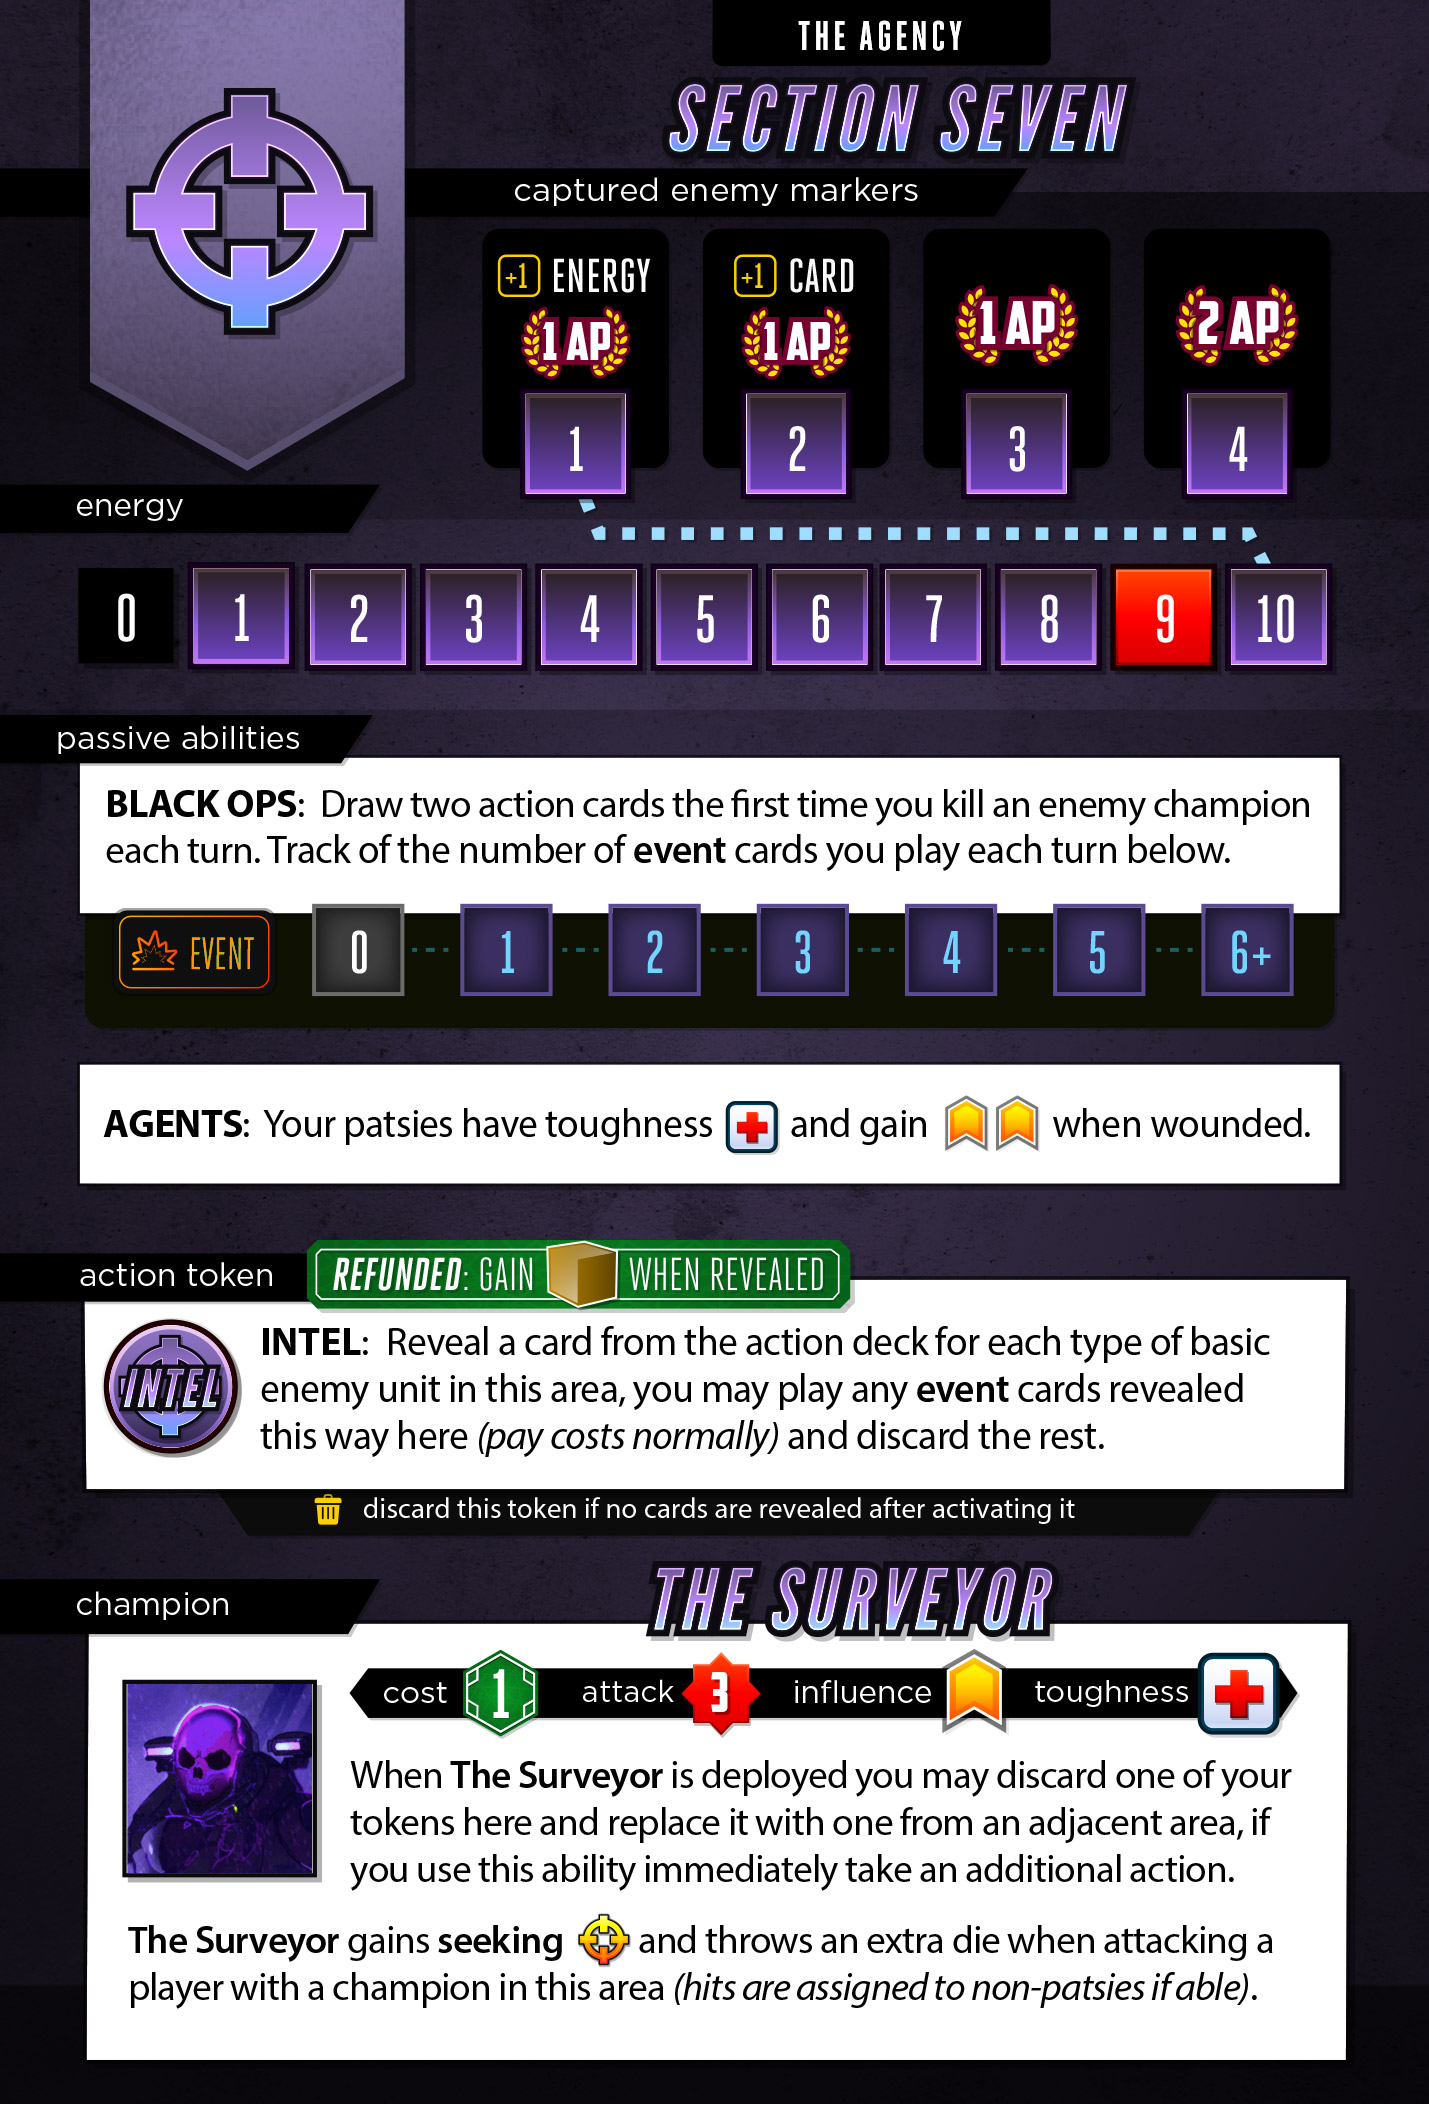 THE AGENCY
SECTION SEVEN
captured enemy markers
+1 ENERGY
1 AP
1
+1 CARD
1 AP
2
1 AP
3
2 AP
4
energy
0 1 2 3 4 5 6 7 8 9 10
passive abilities
BLACK OPS: Draw two action cards the first time you kill an enemy champion
each turn. Track of the number of event cards you play each turn below.
EVENT 0 1 2 3 4 5 6+
AGENTS: Your patsies have toughness and gain when wounded.
action token
REFUNDED: GAIN WHEN REVEALED
INTEL
INTEL: Reveal a card from the action deck for each type of basic
enemy unit in this area, you may play any event cards revealed
this way here (pay costs normally) and discard the rest.
discard this token if no cards are revealed after activating it
champion
THE SURVEYOR
cost 1 attack 3 influence toughness
When The Surveyor is deployed you may discard one of your
tokens here and replace it with one from an adjacent area, if
you use this ability immediately take an additional action.
The Surveyor gains seeking and throws an extra die when attacking a
player with a champion in this area (hits are assigned to non-patsies if able).